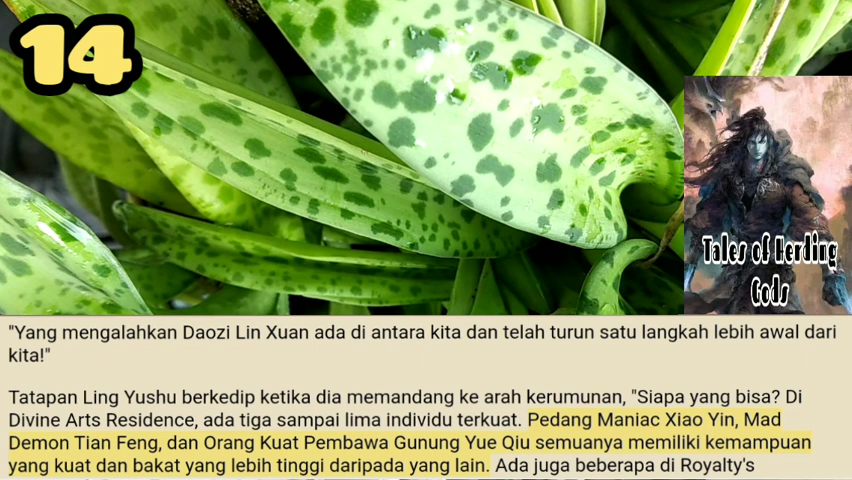 14
Tales of Herding
Gods
"Yang mengalahkan Daozi Lin Xuan ada di antara kita dan telah turun satu langkah lebih awal dari
kita!"
Tatapan Ling Yushu berkedip ketika dia memandang ke arah kerumunan, "Siapa yang bisa? Di
Divine Arts Residence, ada tiga sampai lima individu terkuat. Pedang Maniac Xiao Yin, Mad
Demon Tian Feng, dan Orang Kuat Pembawa Gunung Yue Qiu semuanya memiliki kemampuan
yang kuat dan bakat yang lebih tinggi daripada yang lain. Ada juga beberapa di Royalty's